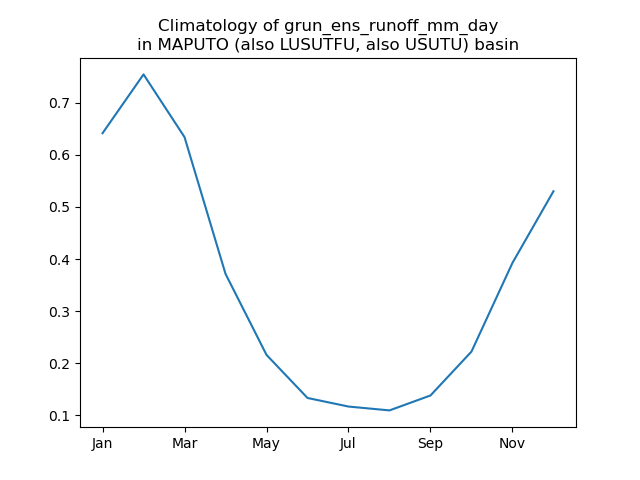 Climatology of grun_ens_runoff_mm_day
in MAPUTO (also LUSUTFU, also USUTU) basin
0.7
0.6
0.5
0.4
0.3
0.2
0.1
Jan Mar May Jul Sep Nov